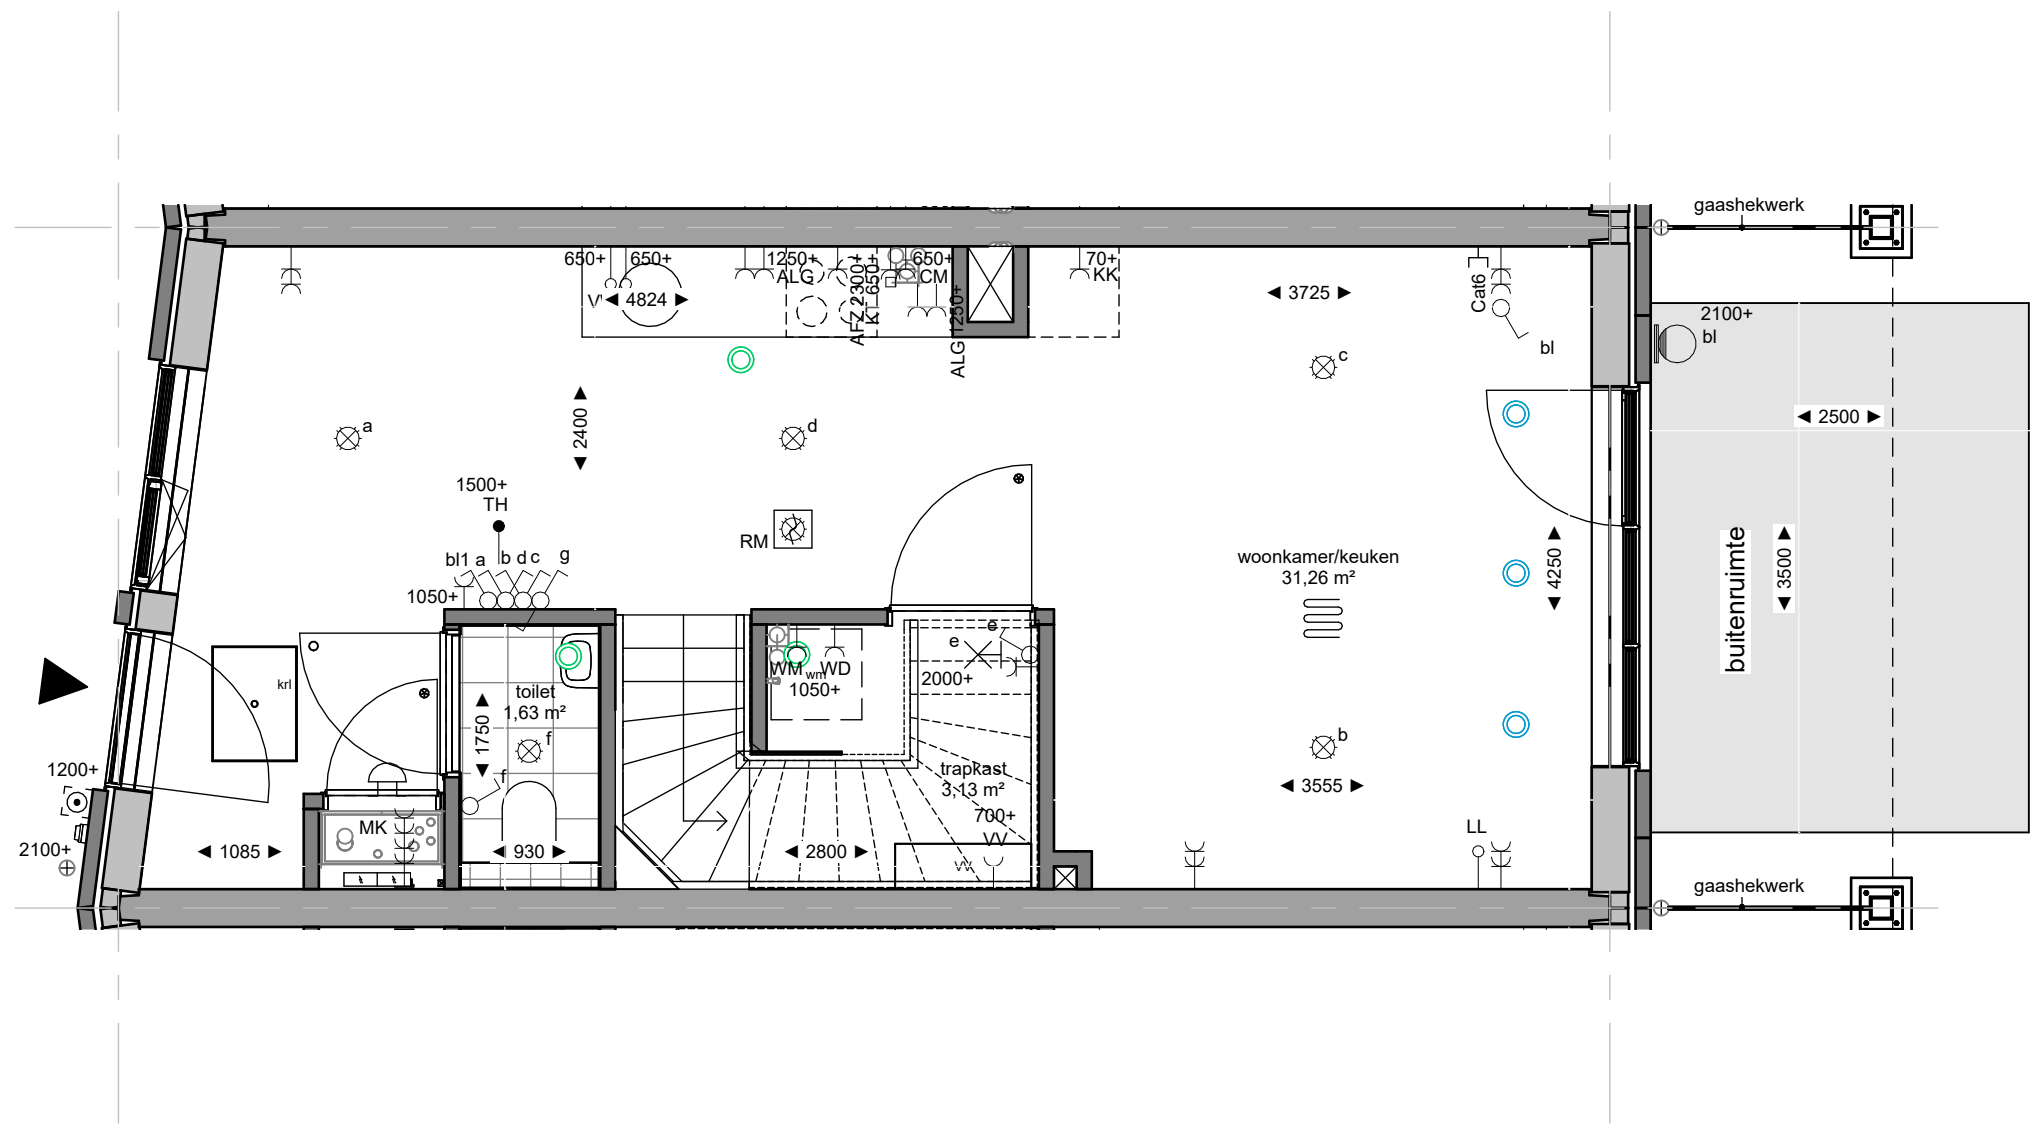 gaashekwerk
650+
650+
1250+
ALG
650+
CM
70+
KK
4824
AFZ 2300+
KT 650+
ALG 1250+
3725
Cat6
bl
2100+
bl
c
2500
a
2400
d
1500+
TH
RM
bl1 a b d c g
1050+
woonkamer/keuken
31,26 m²
4250
buitenruimte
3500
krl
toilet
1,63 m²
1750
f
f
WM wm WD
1050+
e
e
2000+
b
3555
trapkast
3,13 m²
700+
VV
VV
1200+
2100+
MK
1085
930
2800
LL
gaashekwerk